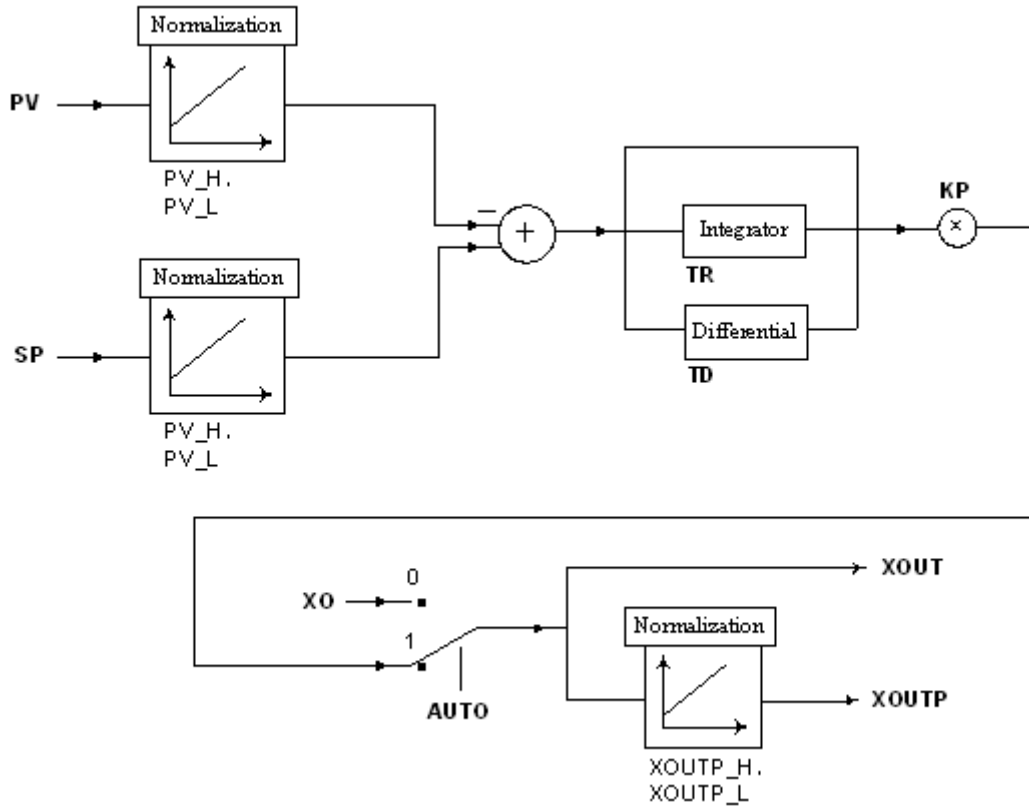 Normalization
PV
PV_H.
PV_L
Normalization
SP
PV_H.
PV_L
−
+
Integrator
TR
Differential
TD
KP
×
0
XO
1
AUTO
XOUT
Normalization
XOUTP
XOUTP_H.
XOUTP_L